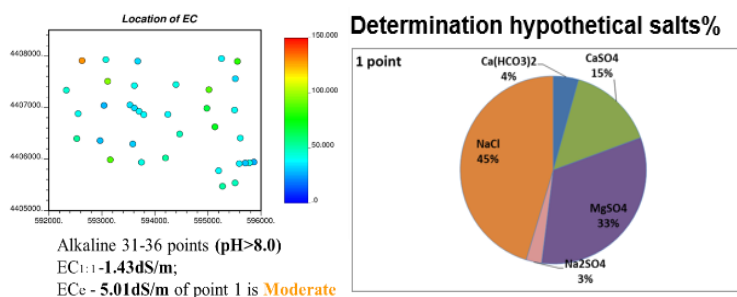 Location of EC
150.000
100.000
50.000
.0
4408000.
4407000.
4406000.
4405000.
592000.
593000.
594000.
595000.
596000.
Alkaline 31-36 points (pH>8.0)
EC1:1 -1.43dS/m;
ECe - 5.01dS/m of point 1 is Moderate
Determination hypothetical salts%
1 point
Ca(HCO3)2
4%
CaSO4
15%
NaCl
45%
MgSO4
33%
Na2SO4
3%